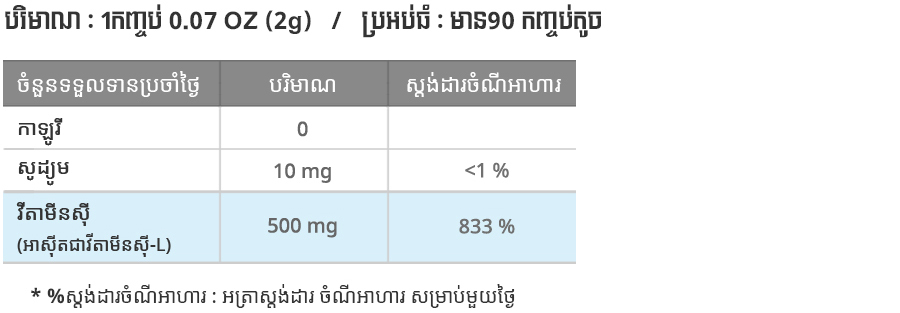 បរិមាណ : 1កញ្ចប់ 0.07 OZ (2g) / ប្រអប់ធំ : មាន90 កញ្ចប់តូច
ចំនួនទទួលទានប្រចាំថ្ងៃ បរិមាណ ស្តង់ដារចំណីអាហារ
កាឡូរី 0
សូដ្យូម 10 mg <1 %
វីតាមីនស៊ី 500 mg 833 %
(អាស៊ីតជាវីតាមីនស៊ី-L)
* %ស្តង់ដារចំណីអាហារ : អត្រាស្តង់ដារ ចំណីអាហារ សម្រាប់មួយថ្ងៃ